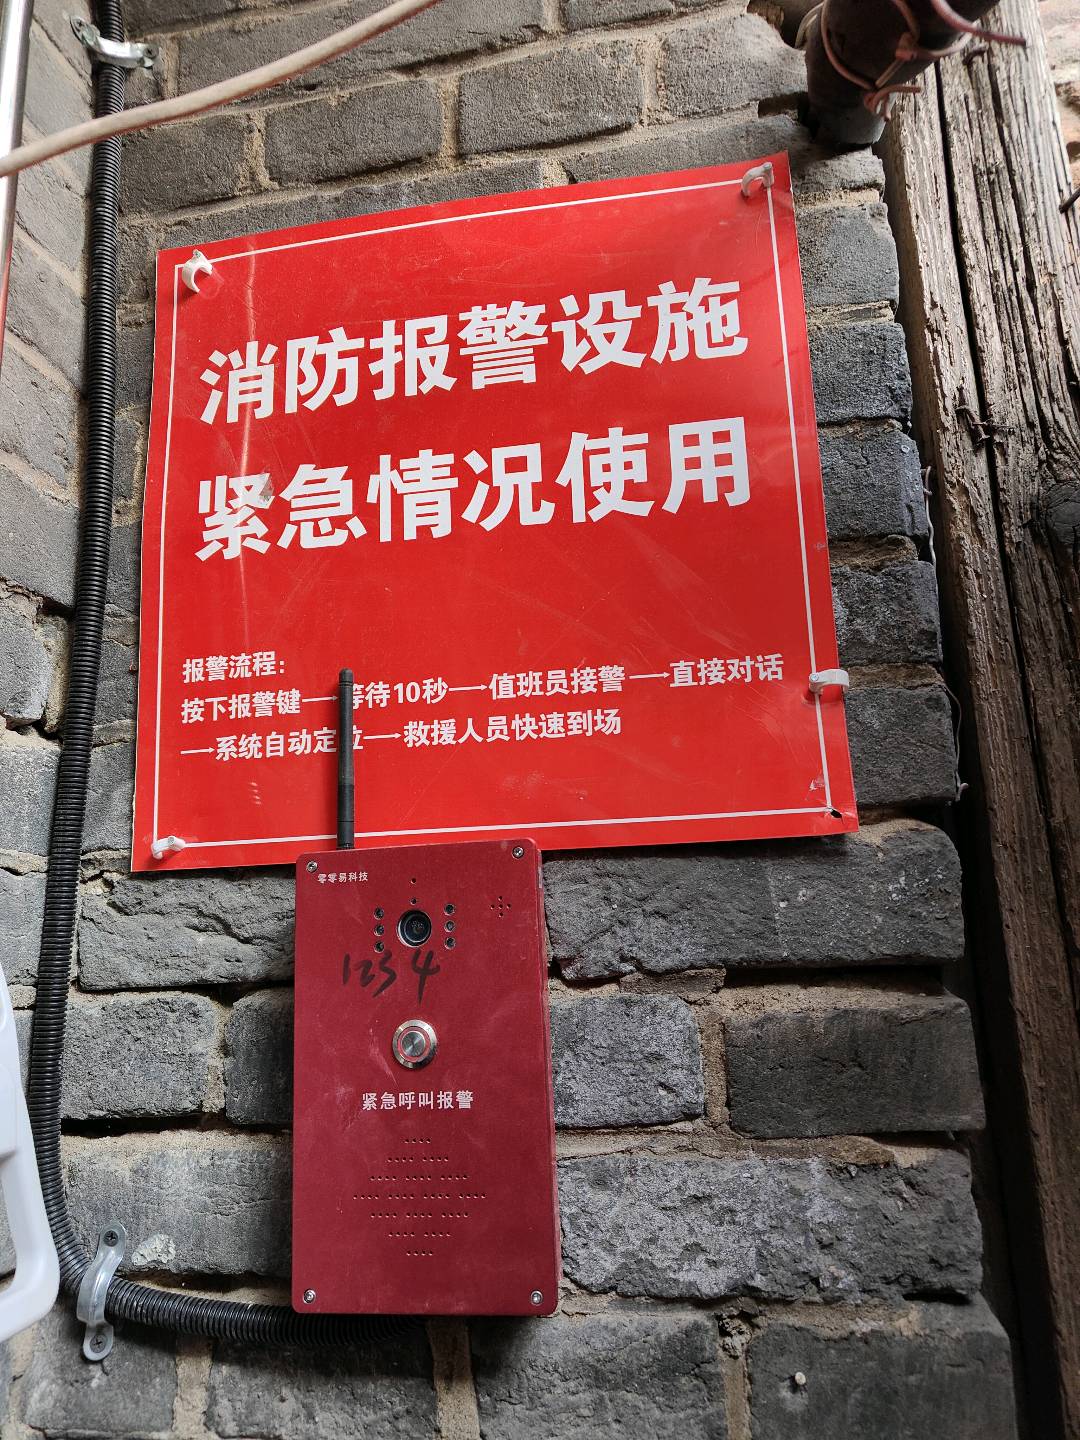 消防报警设施
紧急情况使用
报警流程:
按下报警键→等待10秒→值班员接警→直接对话
→系统自动定位→救援人员快速到场
零零易科技
1234
紧急呼叫报警